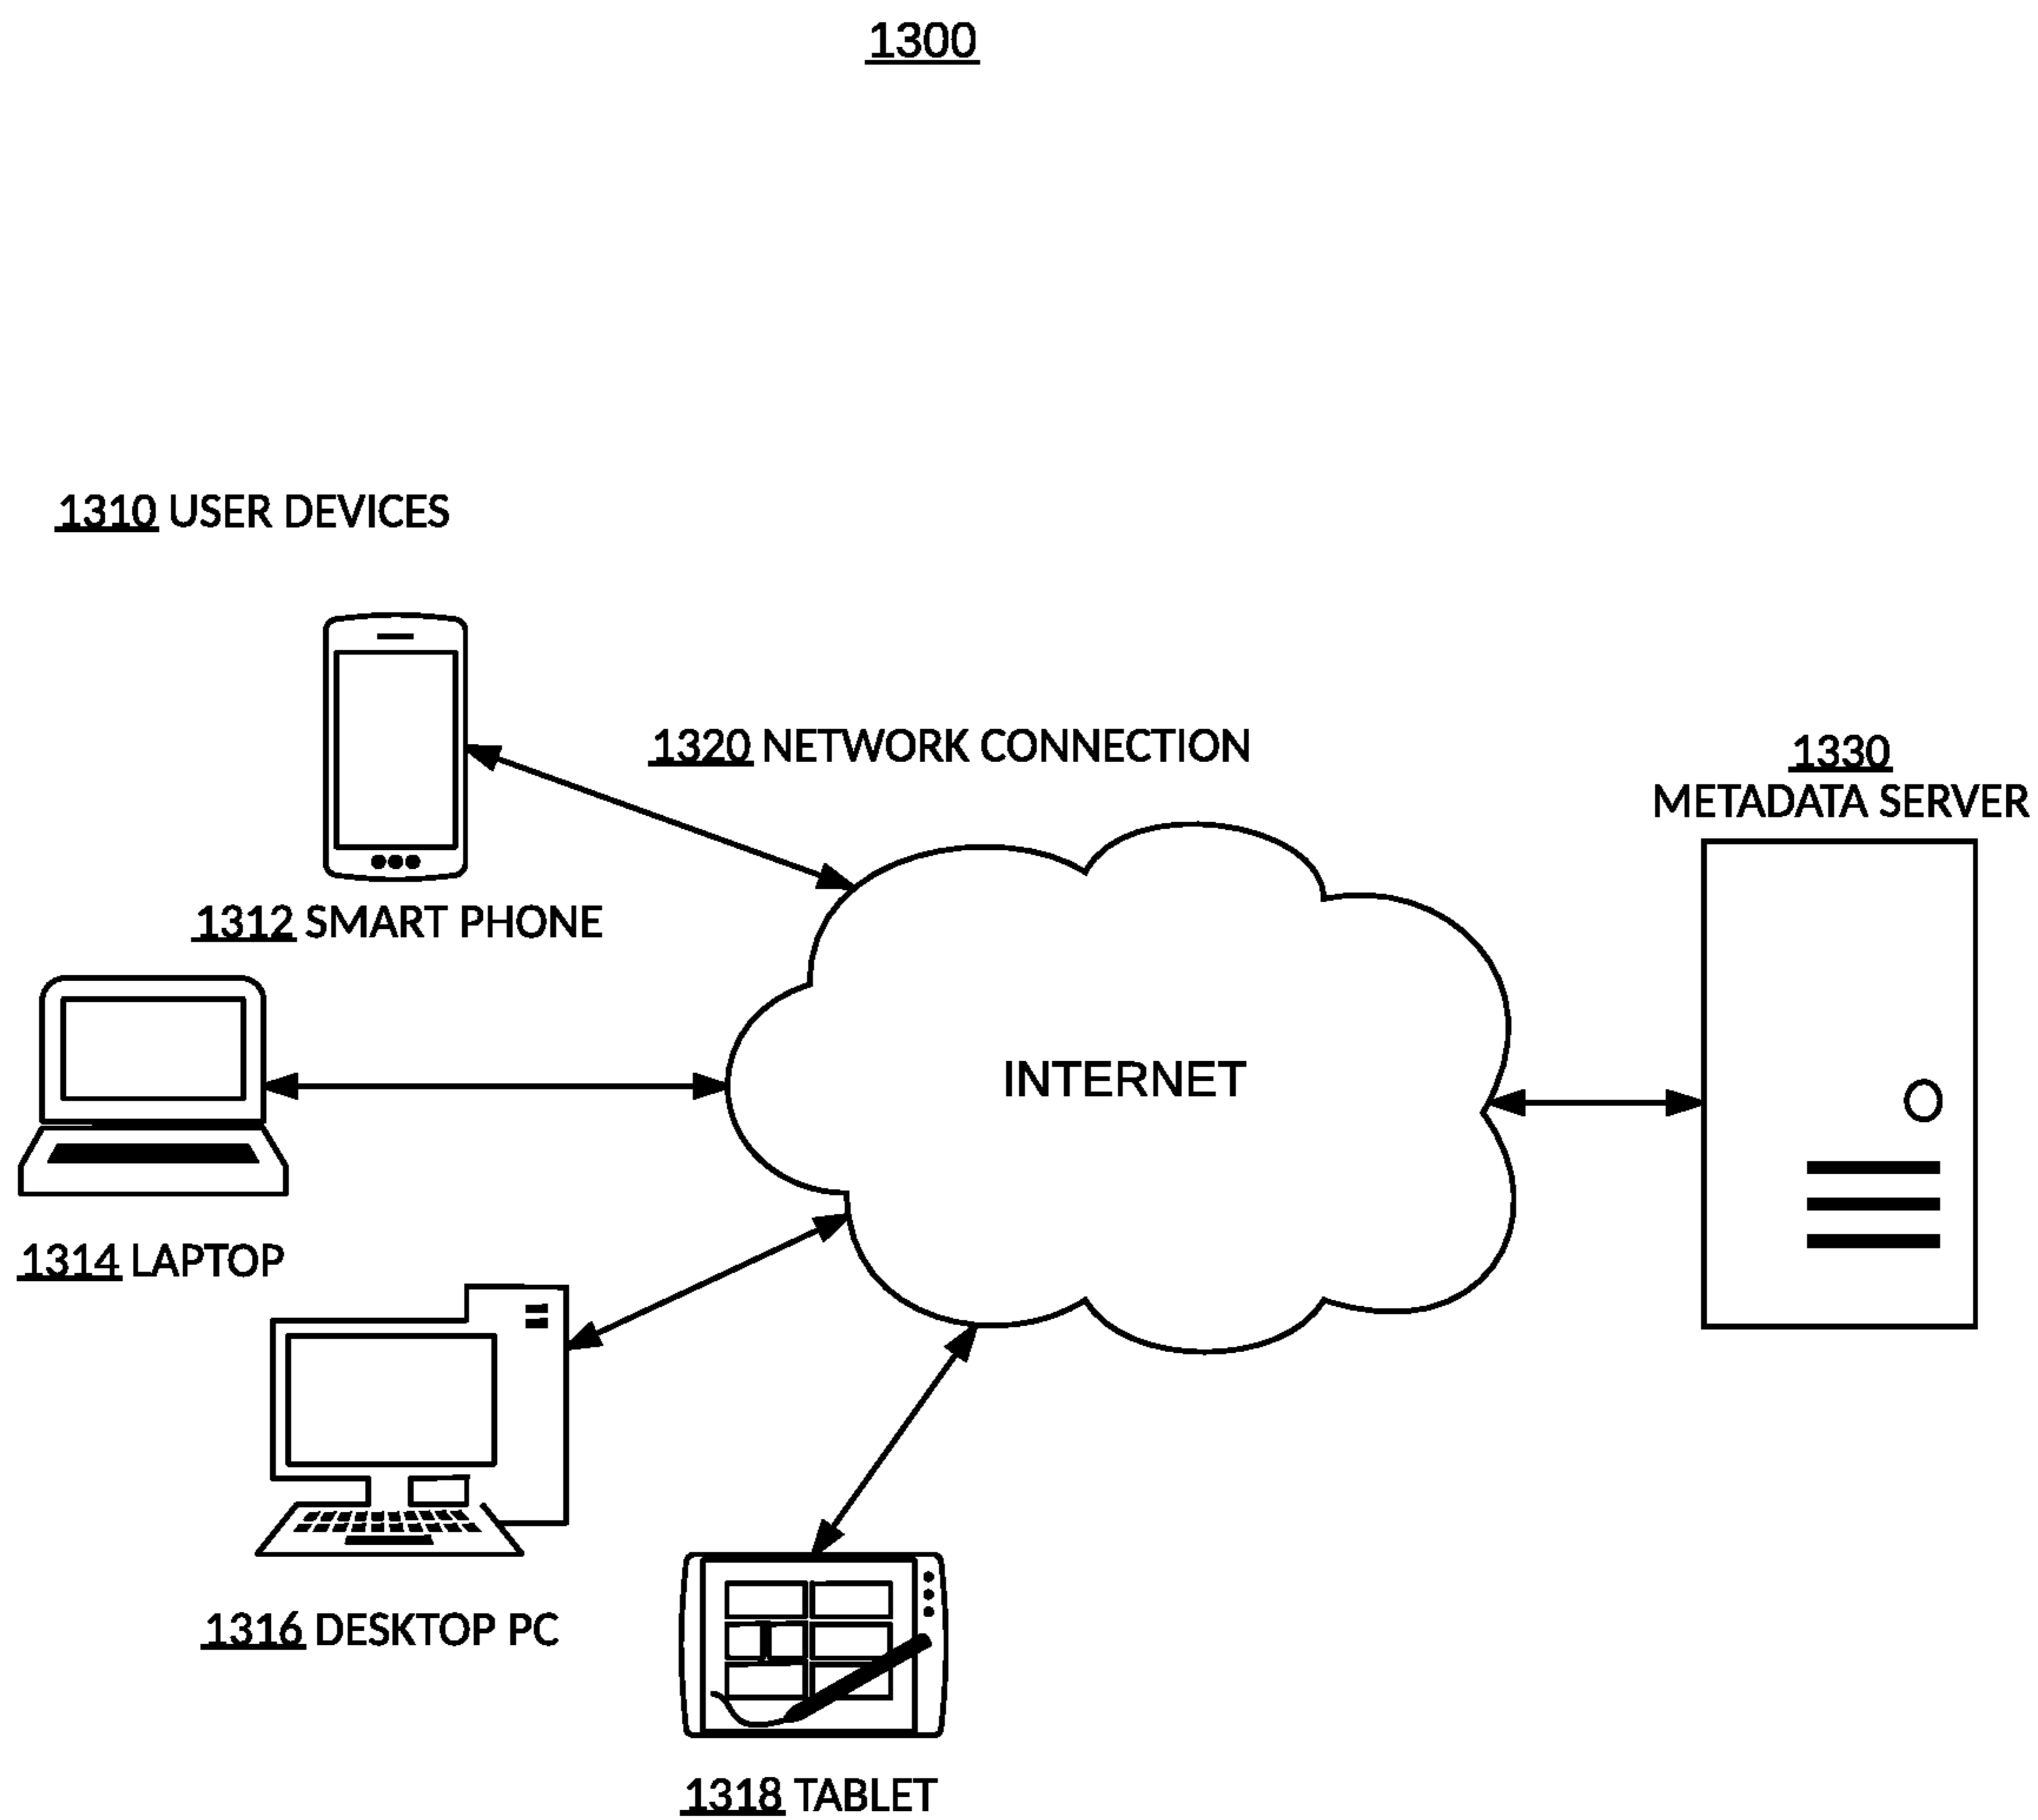 1300
1310 USER DEVICES
1320 NETWORK CONNECTION
1330
METADATA SERVER
1312 SMART PHONE
INTERNET
1314 LAPTOP
1316 DESKTOP PC
1318 TABLET